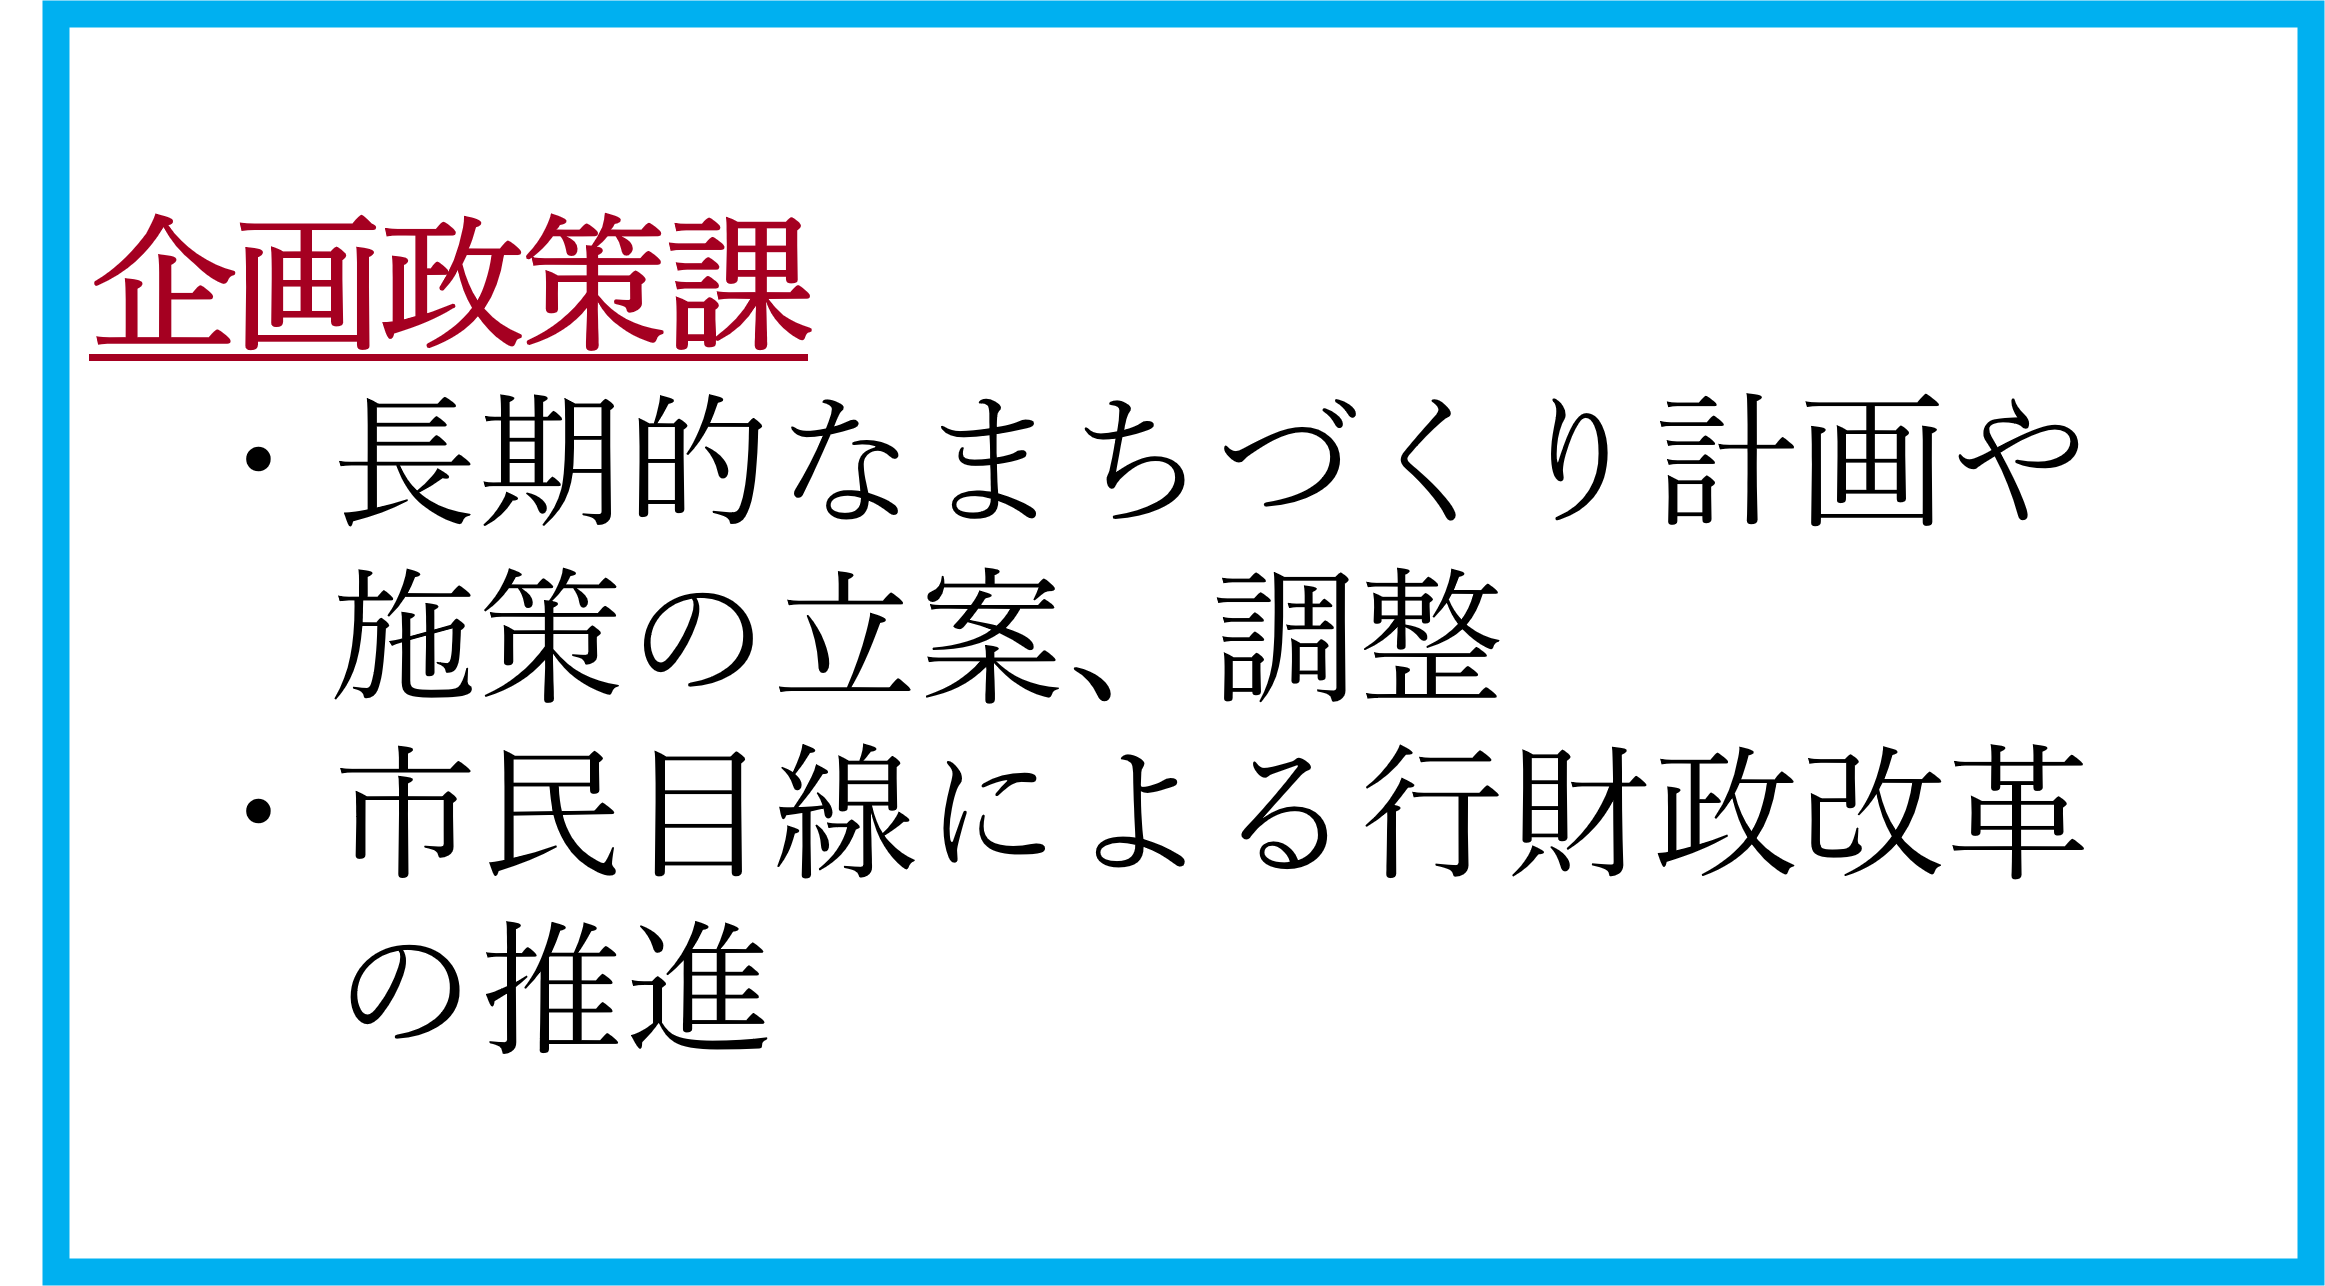 企画政策課
・長期的なまちづくり計画や
施策の立案、調整
・市民目線による行財政改革
の推進